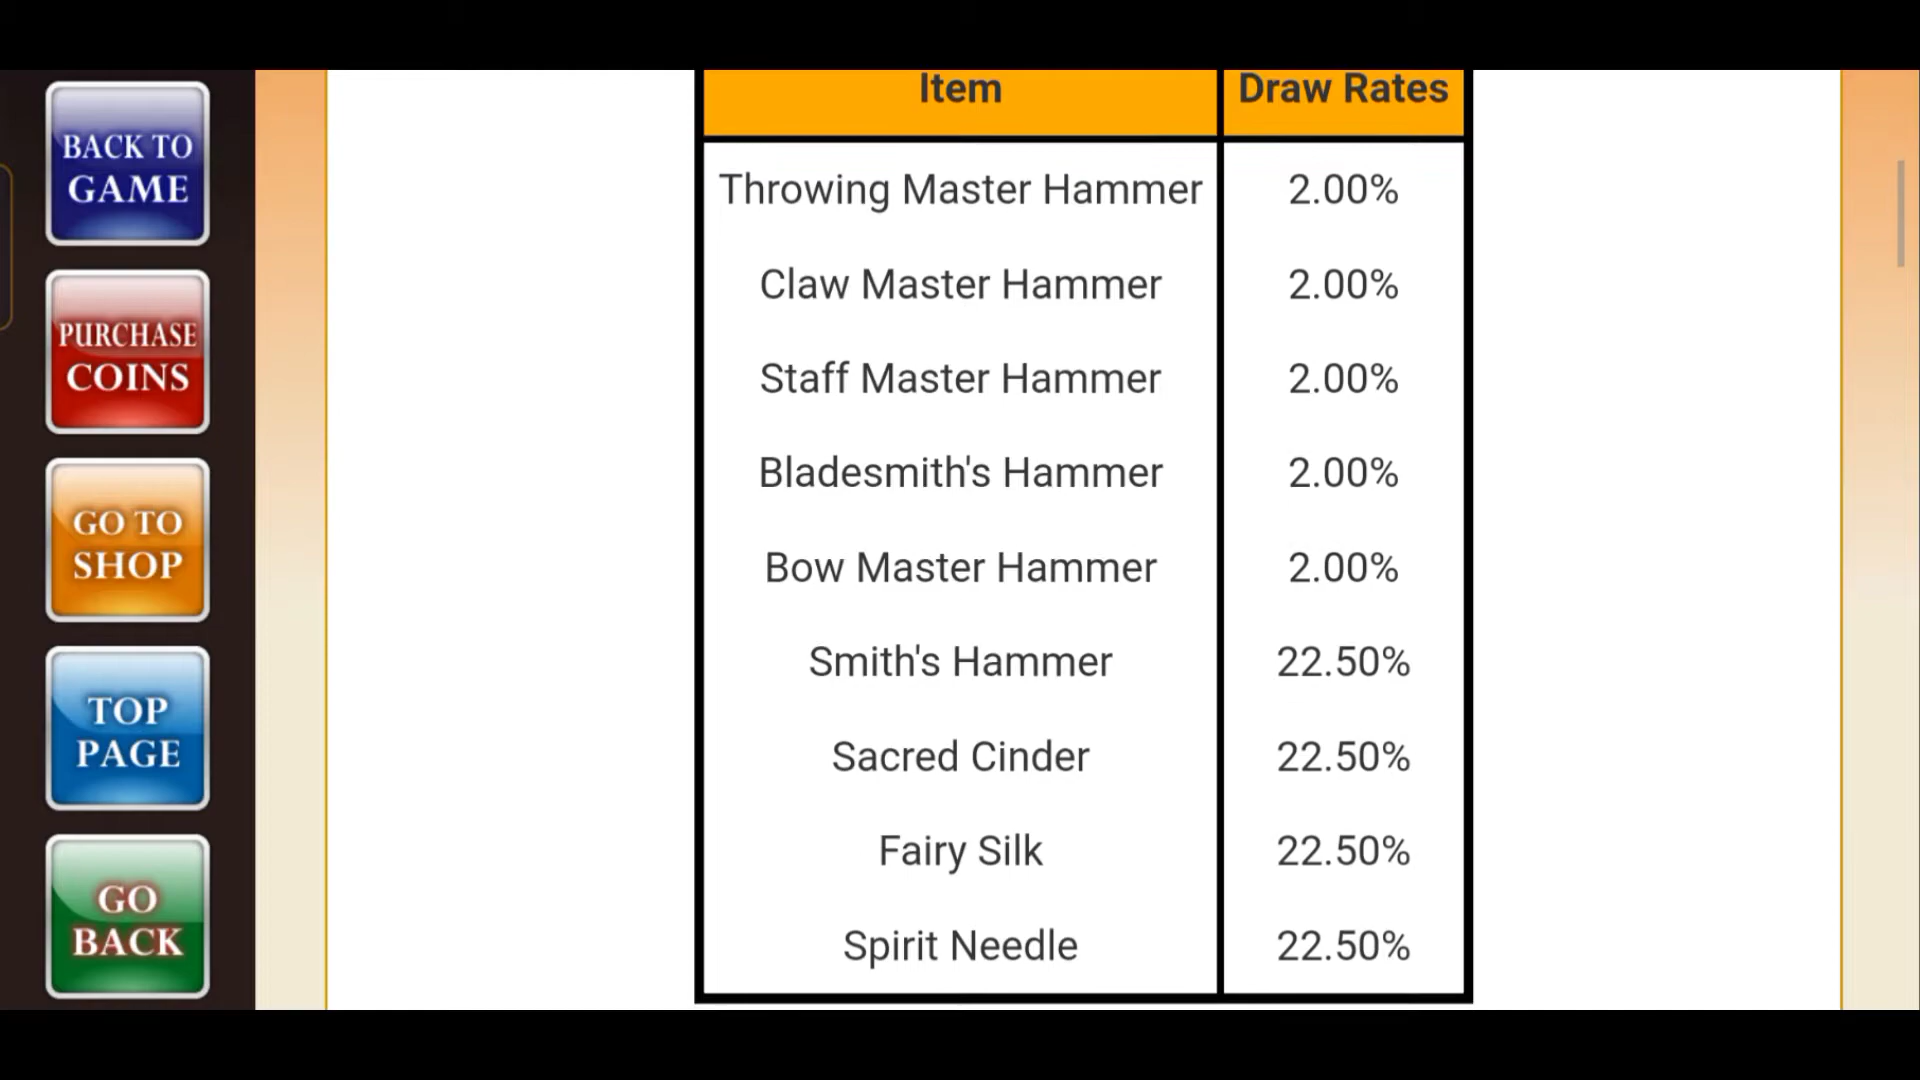 BACK TO
GAME
PURCHASE
COINS
GO TO
SHOP
TOP
PAGE
GO
BACK
Item Draw Rates
Throwing Master Hammer 2.00%
Claw Master Hammer 2.00%
Staff Master Hammer 2.00%
Bladesmith's Hammer 2.00%
Bow Master Hammer 2.00%
Smith's Hammer 22.50%
Sacred Cinder 22.50%
Fairy Silk 22.50%
Spirit Needle 22.50%